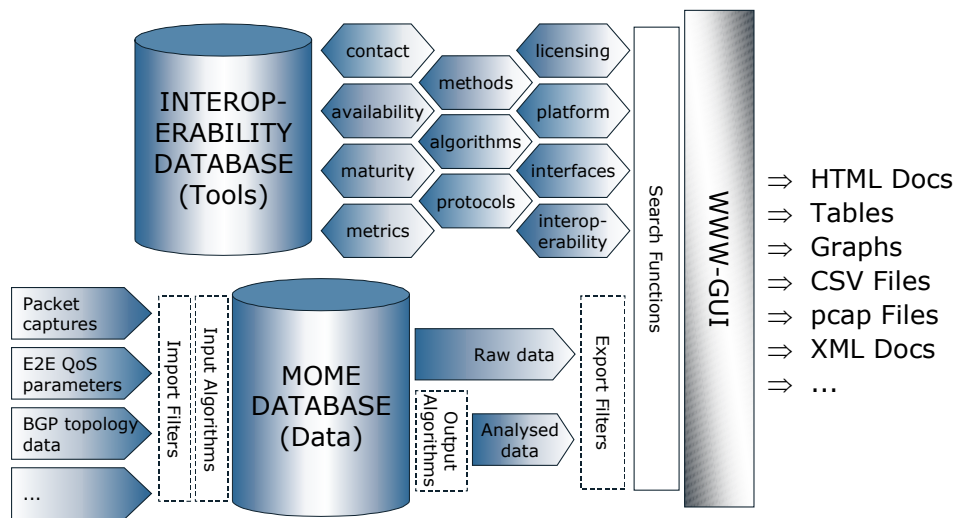 INTEROP-
ERABILITY
DATABASE
(Tools)
contact
availability
maturity
metrics
methods
algorithms
protocols
licensing
platform
interfaces
interop-
erability
Packet
captures
E2E QoS
parameters
BGP topology
data
...
Import Filters
Input Algorithms
MOME
DATABASE
(Data)
Raw data
Output
Algorithms
Analysed
data
Export Filters
Search Functions
WWW-GUI
⇒ HTML Docs
⇒ Tables
⇒ Graphs
⇒ CSV Files
⇒ pcap Files
⇒ XML Docs
⇒ ...